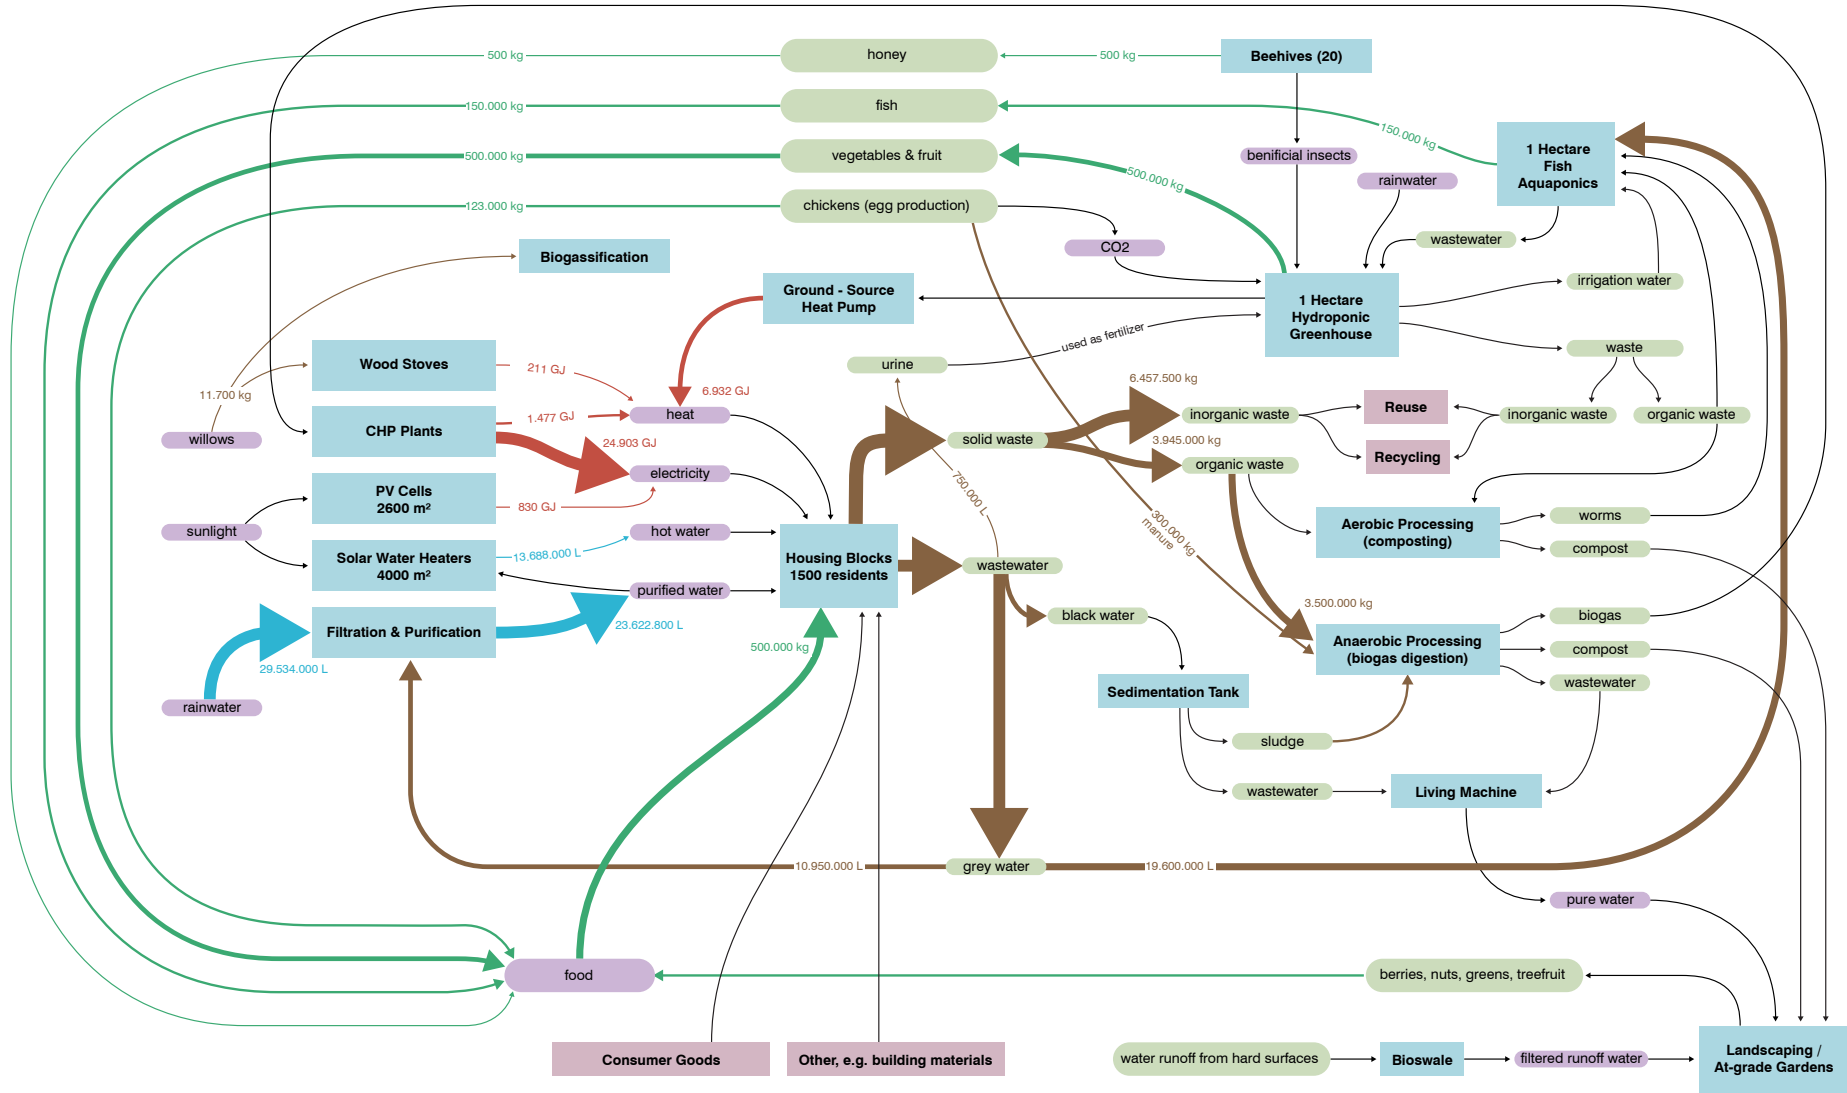 500 kg
honey
500 kg
Beehives (20)
150.000 kg
fish
150.000 kg
1 Hectare
Fish
Aquaponics
500.000 kg
vegetables & fruit
500.000 kg
benificial insects
rainwater
123.000 kg
chickens (egg production)
CO2
wastewater
irrigation water
Biogassification
Ground - Source
Heat Pump
1 Hectare
Hydroponic
Greenhouse
used as fertilizer
urine
waste
Wood Stoves
211 GJ
6.932 GJ
11.700 kg
willows
CHP Plants
1.477 GJ
heat
24.903 GJ
electricity
6.457.500 kg
solid waste
inorganic waste
3.945.000 kg
organic waste
Reuse
Recycling
inorganic waste
organic waste
750.000 L
300.000 kg
manure
PV Cells
2600 m²
830 GJ
sunlight
Solar Water Heaters
4000 m²
13.688.000 L
hot water
purified water
Housing Blocks
1500 residents
wastewater
Aerobic Processing
(composting)
worms
compost
Filtration & Purification
23.622.800 L
29.534.000 L
rainwater
500.000 kg
black water
3.500.000 kg
Anaerobic Processing
(biogas digestion)
biogas
compost
wastewater
Sedimentation Tank
sludge
wastewater
Living Machine
10.950.000 L
grey water
19.600.000 L
pure water
food
berries, nuts, greens, treefruit
Consumer Goods
Other, e.g. building materials
water runoff from hard surfaces
Bioswale
filtered runoff water
Landscaping /
At-grade Gardens